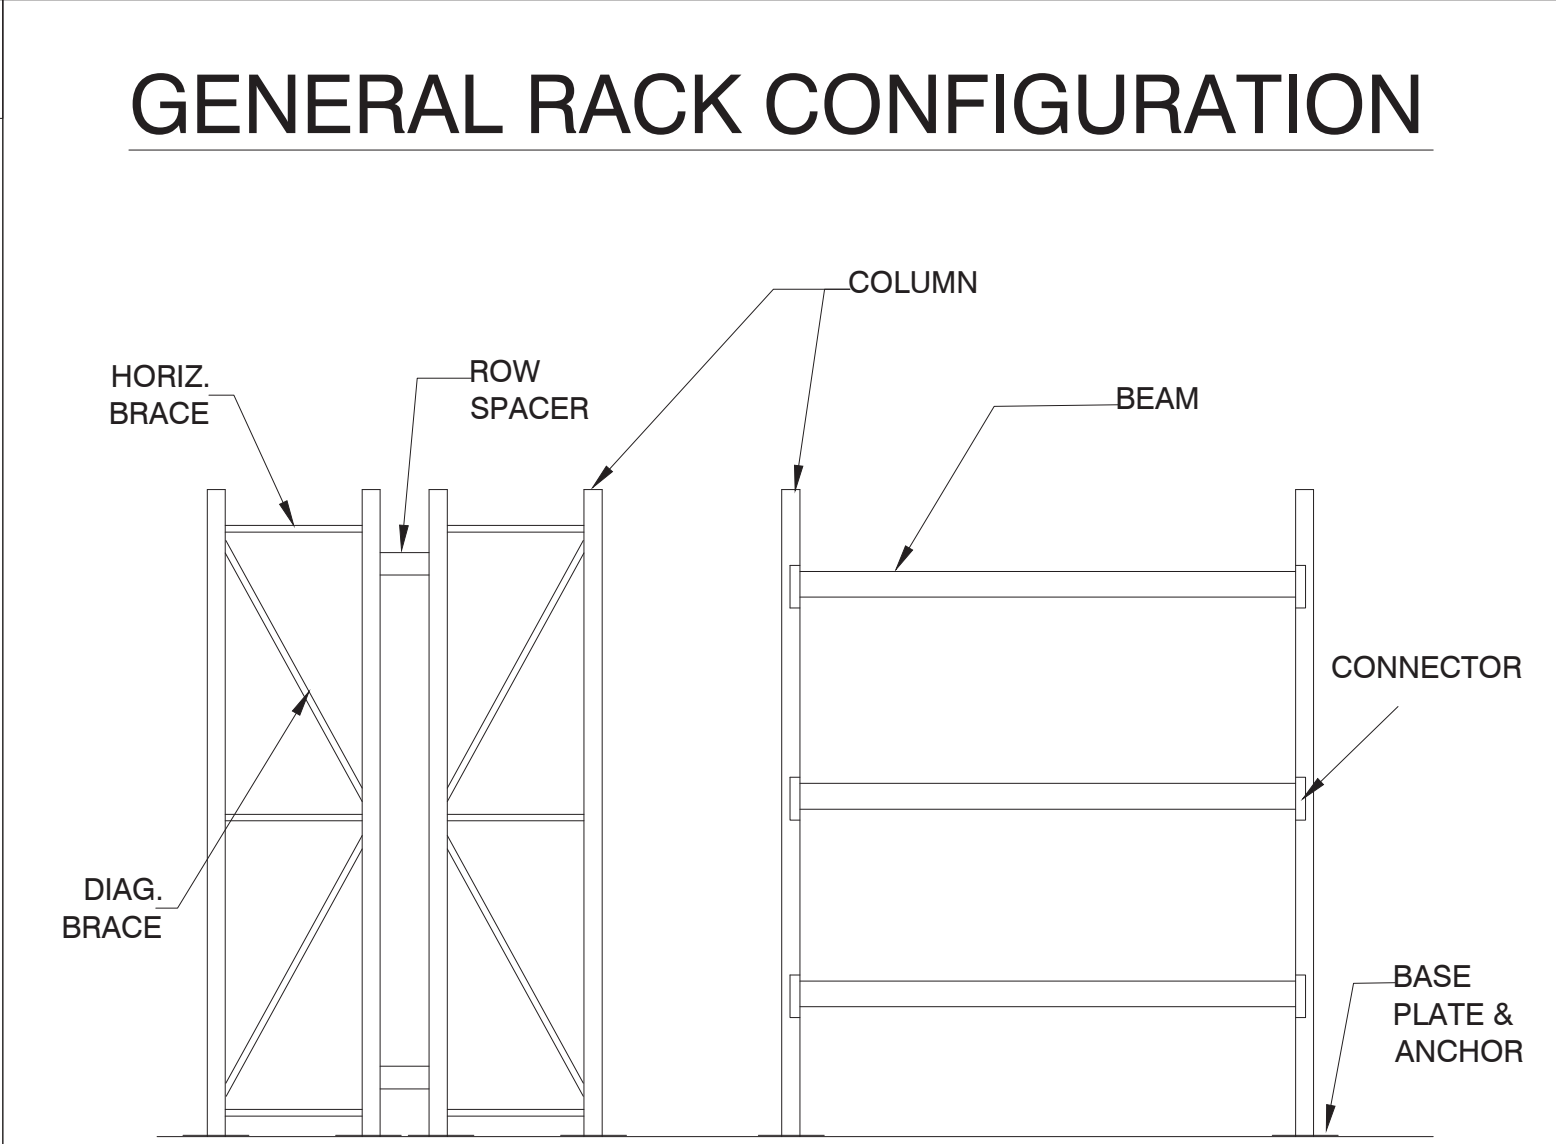 GENERAL RACK CONFIGURATION
COLUMN
HORIZ.
BRACE
ROW
SPACER
BEAM
CONNECTOR
DIAG.
BRACE
BASE
PLATE &
ANCHOR